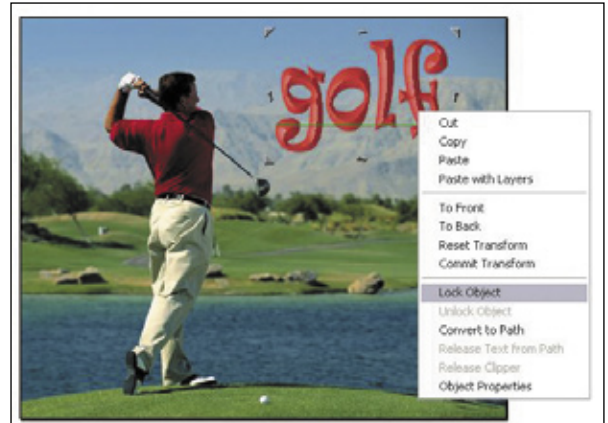 golf
Cut
Copy
Paste
Paste with Layers
To Front
To Back
Reset Transform
Commit Transform
Lock Object
Unlock Object
Convert to Path
Release Text from Path
Release Clipper
Object Properties